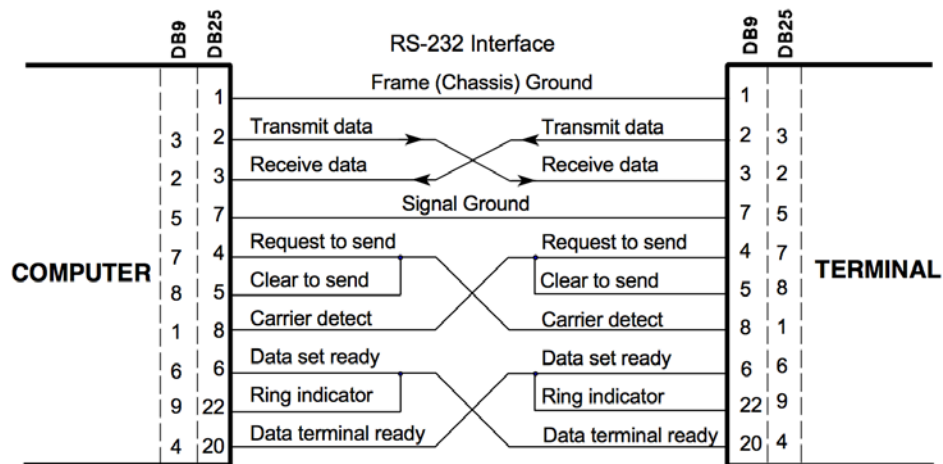 DB9 DB25 RS-232 Interface DB9 DB25
Frame (Chassis) Ground
1 1
Transmit data Transmit data
3 2 2 3
Receive data Receive data
2 3 3 2
Signal Ground
5 7 7 5
Request to send Request to send
7 4 4 7
COMPUTER TERMINAL
Clear to send Clear to send
8 5 5 8
Carrier detect Carrier detect
1 8 8 1
Data set ready Data set ready
6 6 6 6
Ring indicator Ring indicator
9 22 22 9
Data terminal ready Data terminal ready
4 20 20 4